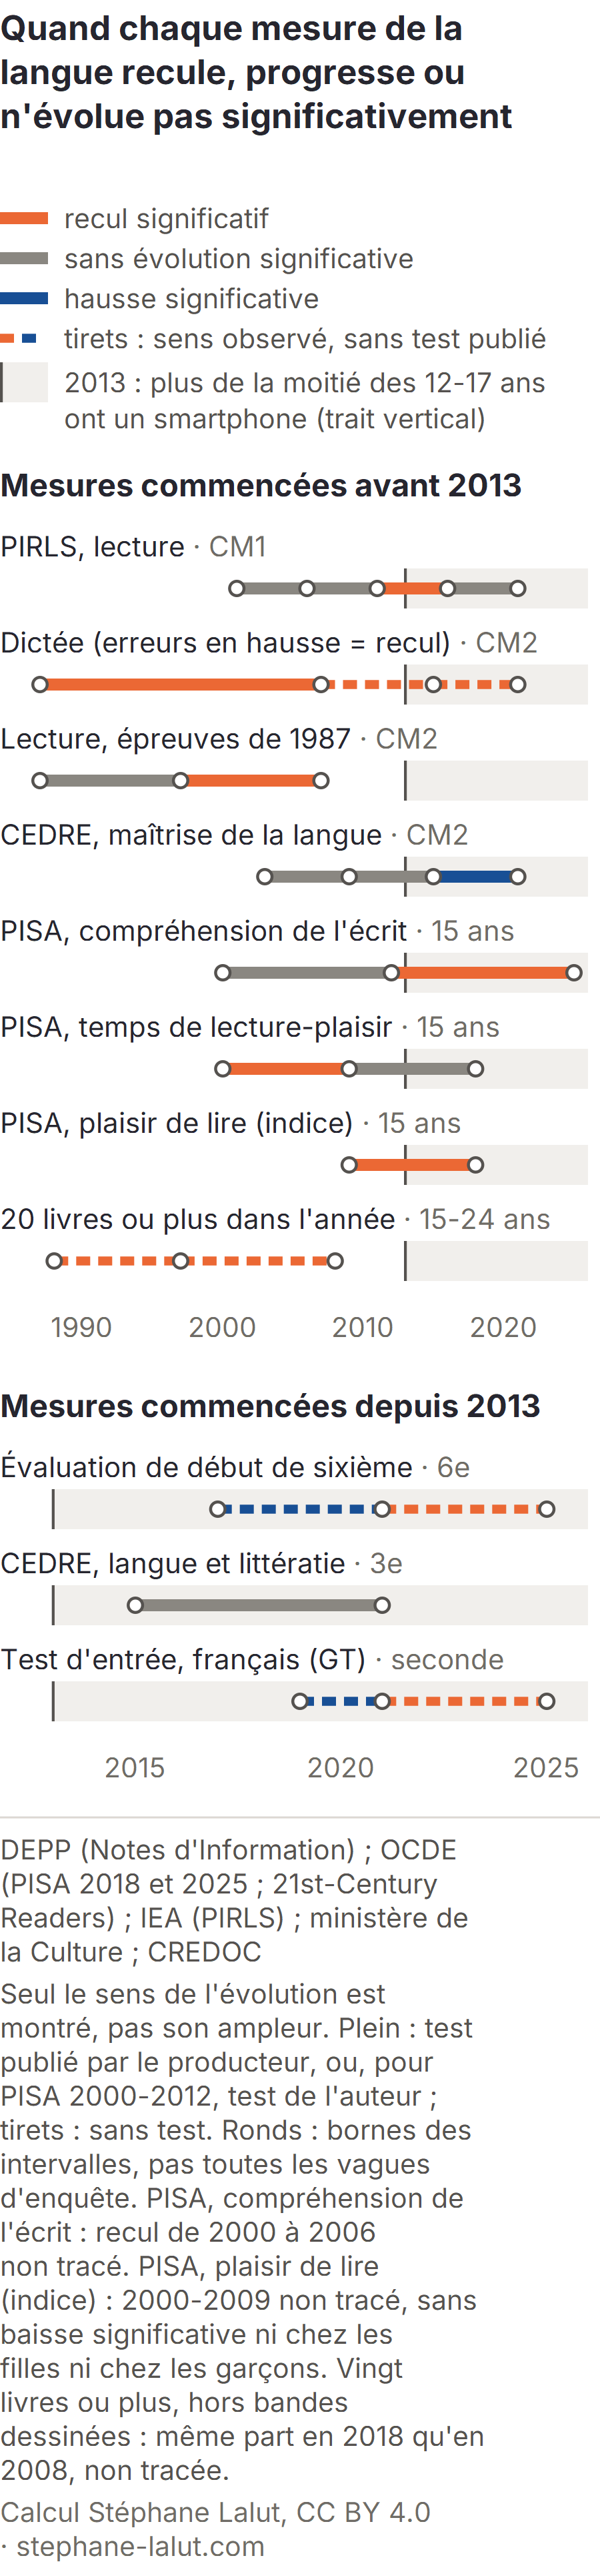 Quand chaque mesure de la
langue recule, progresse ou
n'évolue pas significativement
recul significatif
sans évolution significative
hausse significative
tirets : sens observé, sans test publié
2013 : plus de la moitié des 12-17 ans
ont un smartphone (trait vertical)
Mesures commencées avant 2013
PIRLS, lecture · CM1
Dictée (erreurs en hausse = recul) · CM2
Lecture, épreuves de 1987 · CM2
CEDRE, maîtrise de la langue · CM2
PISA, compréhension de l'écrit · 15 ans
PISA, temps de lecture-plaisir · 15 ans
PISA, plaisir de lire (indice) · 15 ans
20 livres ou plus dans l'année · 15-24 ans
1990 2000 2010 2020
Mesures commencées depuis 2013
Évaluation de début de sixième · 6e
CEDRE, langue et littératie · 3e
Test d'entrée, français (GT) · seconde
2015 2020 2025
DEPP (Notes d'Information) ; OCDE
(PISA 2018 et 2025 ; 21st-Century
Readers) ; IEA (PIRLS) ; ministère de
la Culture ; CREDOC
Seul le sens de l'évolution est
montré, pas son ampleur. Plein : test
publié par le producteur, ou, pour
PISA 2000-2012, test de l'auteur ;
tirets : sans test. Ronds : bornes des
intervalles, pas toutes les vagues
d'enquête. PISA, compréhension de
l'écrit : recul de 2000 à 2006
non tracé. PISA, plaisir de lire
(indice) : 2000-2009 non tracé, sans
baisse significative ni chez les
filles ni chez les garçons. Vingt
livres ou plus, hors bandes
dessinées : même part en 2018 qu'en
2008, non tracée.
Calcul Stéphane Lalut, CC BY 4.0
· stephane-lalut.com